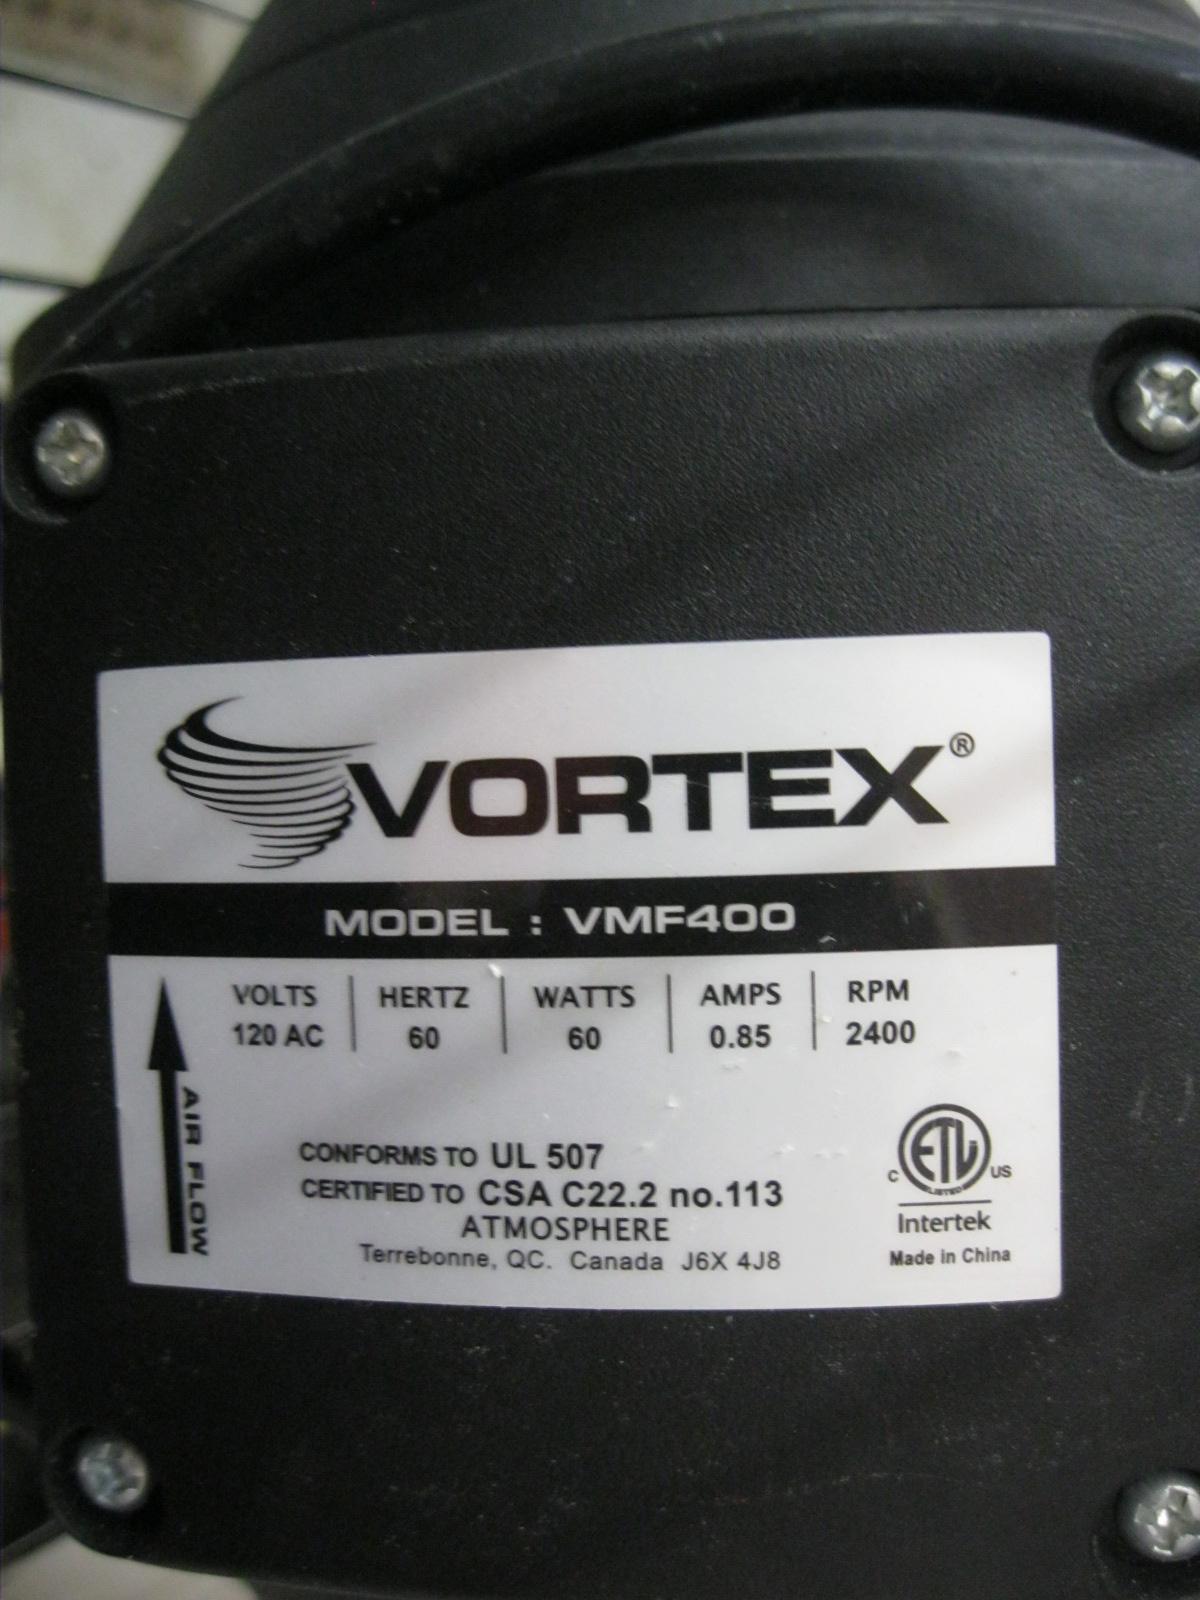 VORTEX®
MODEL : VMF400
VOLTS HERTZ WATTS AMPS RPM
120 AC 60 60 0.85 2400
AIR FLOW
CONFORMS TO UL 507
CERTIFIED TO CSA C22.2 no.113
ATMOSPHERE
Terrebonne, QC. Canada J6X 4J8
ETL
LISTED
C US
Intertek
Made in China